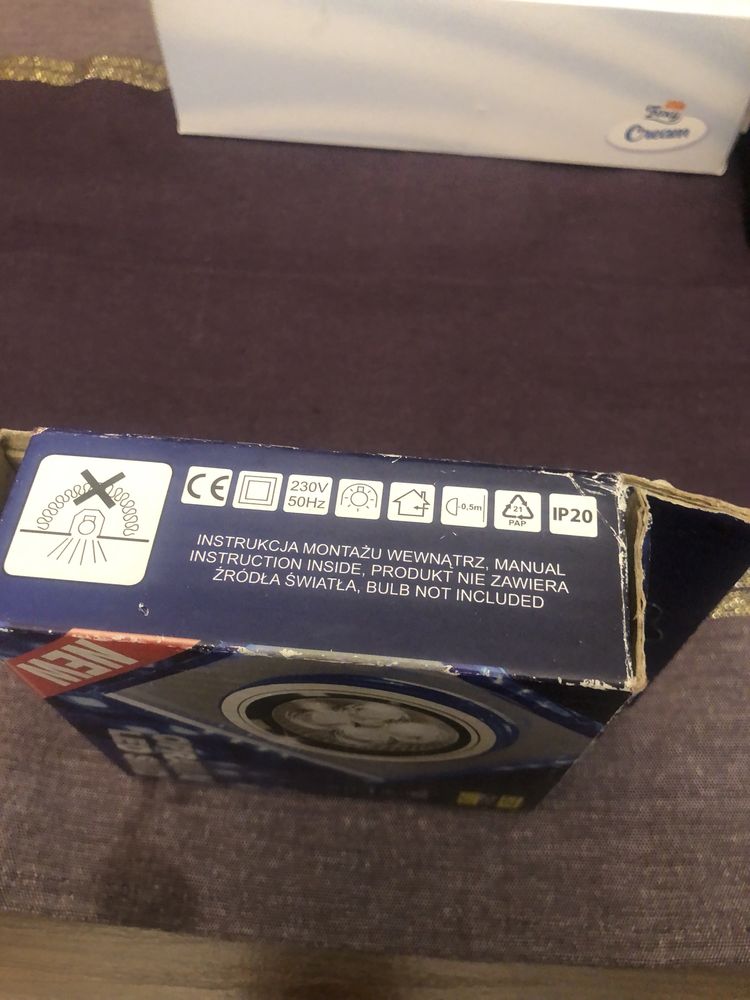 Cream
CE
230V
50Hz
-0,5m
21
PAP
IP20
INSTRUKCJA MONTAŻU WEWNĄTRZ, MANUAL
INSTRUCTION INSIDE, PRODUKT NIE ZAWIERA
ŹRÓDŁA ŚWIATŁA, BULB NOT INCLUDED
NEW